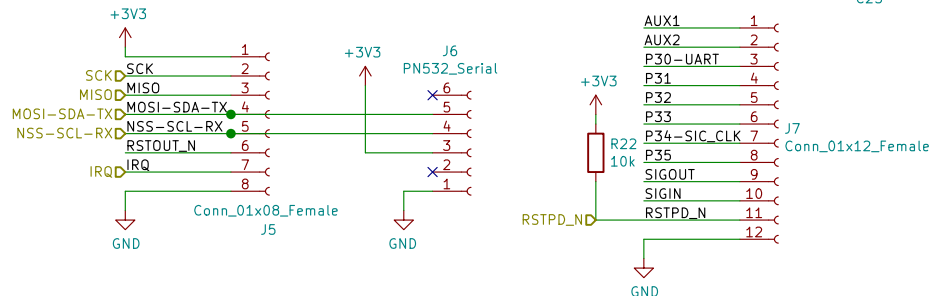 C25
+3V3
1
SCK SCK 2
MISO MISO 3
MOSI-SDA-TX MOSI-SDA-TX 4
NSS-SCL-RX NSS-SCL-RX 5
RSTOUT_N 6
IRQ IRQ 7
8
Conn_01x08_Female
J5
GND
+3V3
J6
PN532_Serial
6
5
4
3
2
1
GND
+3V3
R22
10k
RSTPD_N
AUX1 1
AUX2 2
P30-UART 3
P31 4
P32 5
P33 6
P34-SIC_CLK 7
P35 8
SIGOUT 9
SIGIN 10
RSTPD_N 11
12
J7
Conn_01x12_Female
GND